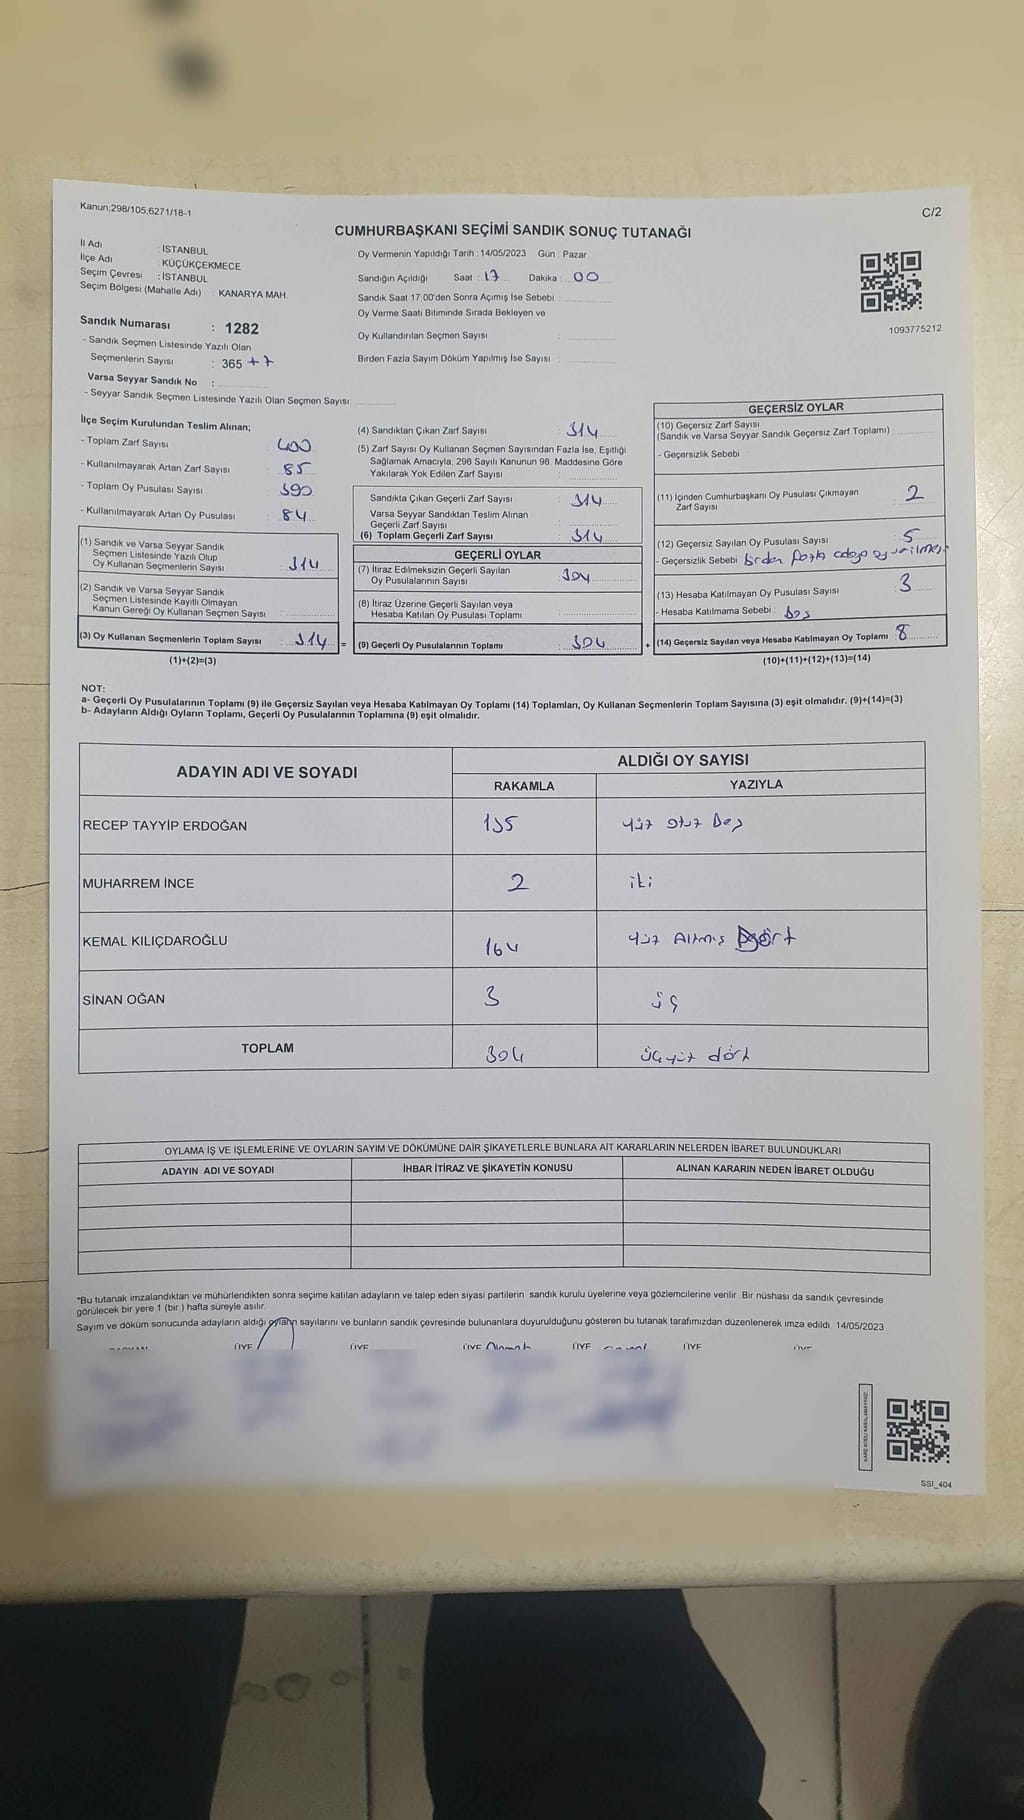 Kanun;298/105,6271/18-1
C/2
CUMHURBAŞKANI SEÇİMİ SANDIK SONUÇ TUTANAĞI
İl Adı : İSTANBUL
İlçe Adı : KÜÇÜKÇEKMECE
Seçim Çevresi : İSTANBUL
Seçim Bölgesi (Mahalle Adı) : KANARYA MAH.
Oy Vermenin Yapıldığı Tarih : 14/05/2023 Gün : Pazar
Sandığın Açıldığı Saat : 17 Dakika : 00
Sandık Saat 17.00'den Sonra Açımış İse Sebebi :
Oy Verme Saati Bitiminde Sırada Bekleyen ve
Oy Kullandırılan Seçmen Sayısı :
Birden Fazla Sayım Döküm Yapılmış İse Sayısı :
1093775212
Sandık Numarası : 1282
- Sandık Seçmen Listesinde Yazılı Olan
Seçmenlerin Sayısı : 365 + 7
Varsa Seyyar Sandık No :
- Seyyar Sandık Seçmen Listesinde Yazılı Olan Seçmen Sayısı:
İlçe Seçim Kurulundan Teslim Alınan;
- Toplam Zarf Sayısı : 400
- Kullanılmayarak Artan Zarf Sayısı : 85
- Toplam Oy Pusulası Sayısı : 390
- Kullanılmayarak Artan Oy Pusulası : 84
(1) Sandık ve Varsa Seyyar Sandık
Seçmen Listesinde Yazılı Olup
Oy Kullanan Seçmenlerin Sayısı : 314
(2) Sandık ve Varsa Seyyar Sandık
Seçmen Listesinde Kayıtlı Olmayan
Kanun Gereği Oy Kullanan Seçmen Sayısı :
(3) Oy Kullanan Seçmenlerin Toplam Sayısı : 314 =
(1)+(2)=(3)
(4) Sandıktan Çıkan Zarf Sayısı : 314
(5) Zarf Sayısı Oy Kullanan Seçmen Sayısından Fazla İse, Eşitliği
Sağlamak Amacıyla, 298 Sayılı Kanunun 98. Maddesine Göre
Yakılarak Yok Edilen Zarf Sayısı :
Sandıkta Çıkan Geçerli Zarf Sayısı : 314
Varsa Seyyar Sandıktan Teslim Alınan
Geçerli Zarf Sayısı :
(6) Toplam Geçerli Zarf Sayısı : 314
GEÇERLİ OYLAR
(7) İtiraz Edilmeksizin Geçerli Sayılan
Oy Pusulalarının Sayısı : 304
(8) İtiraz Üzerine Geçerli Sayılan veya
Hesaba Katılan Oy Pusulası Toplamı :
(9) Geçerli Oy Pusulalarının Toplamı : 304 +
GEÇERSİZ OYLAR
(10) Geçersiz Zarf Sayısı
(Sandık ve Varsa Seyyar Sandık Geçersiz Zarf Toplamı) :
- Geçersizlik Sebebi :
(11) İçinden Cumhurbaşkanı Oy Pusulası Çıkmayan
Zarf Sayısı : 2
(12) Geçersiz Sayılan Oy Pusulası Sayısı : 5
- Geçersizlik Sebebi : birden fazla adaya oy
(13) Hesaba Katılmayan Oy Pusulası Sayısı : 3
- Hesaba Katılmama Sebebi : boş
(14) Geçersiz Sayılan veya Hesaba Katılmayan Oy Toplamı : 8
(10)+(11)+(12)+(13)=(14)
NOT:
a- Geçerli Oy Pusulalarının Toplamı (9) ile Geçersiz Sayılan veya Hesaba Katılmayan Oy Toplamı (14) Toplamları, Oy Kullanan Seçmenlerin Toplam Sayısına (3) eşit olmalıdır. (9)+(14)=(3)
b- Adayların Aldığı Oyların Toplamı, Geçerli Oy Pusulalarının Toplamına (9) eşit olmalıdır.
ADAYIN ADI VE SOYADI ALDIĞI OY SAYISI
RAKAMLA YAZIYLA
RECEP TAYYİP ERDOĞAN 135 yüz otuz Beş
MUHARREM İNCE 2 iki
KEMAL KILIÇDAROĞLU 164 yüz Altmış Dört
SİNAN OĞAN 3 üç
TOPLAM 304 üçyüz dört
OYLAMA İŞ VE İŞLEMLERİNE VE OYLARIN SAYIM VE DÖKÜMÜNE DAİR ŞİKAYETLERLE BUNLARA AİT KARARLARIN NELERDEN İBARET BULUNDUKLARI
ADAYIN ADI VE SOYADI İHBAR İTİRAZ VE ŞİKAYETİN KONUSU ALINAN KARARIN NEDEN İBARET OLDUĞU
*Bu tutanak imzalandıktan ve mühürlendikten sonra seçime katılan adayların ve talep eden siyasi partilerin sandık kurulu üyelerine veya gözlemcilerine verilir. Bir nüshası da sandık çevresinde
görülecek bir yere 1 (bir ) hafta süreyle asılır.
Sayım ve döküm sonucunda adayların aldığı oyların sayılarını ve bunların sandık çevresinde bulunanlara duyurulduğunu gösteren bu tutanak tarafımızdan düzenlenerek imza edildi. 14/05/2023
ÜYE ÜYE ÜYE ÜYE ÜYE
SSI_404